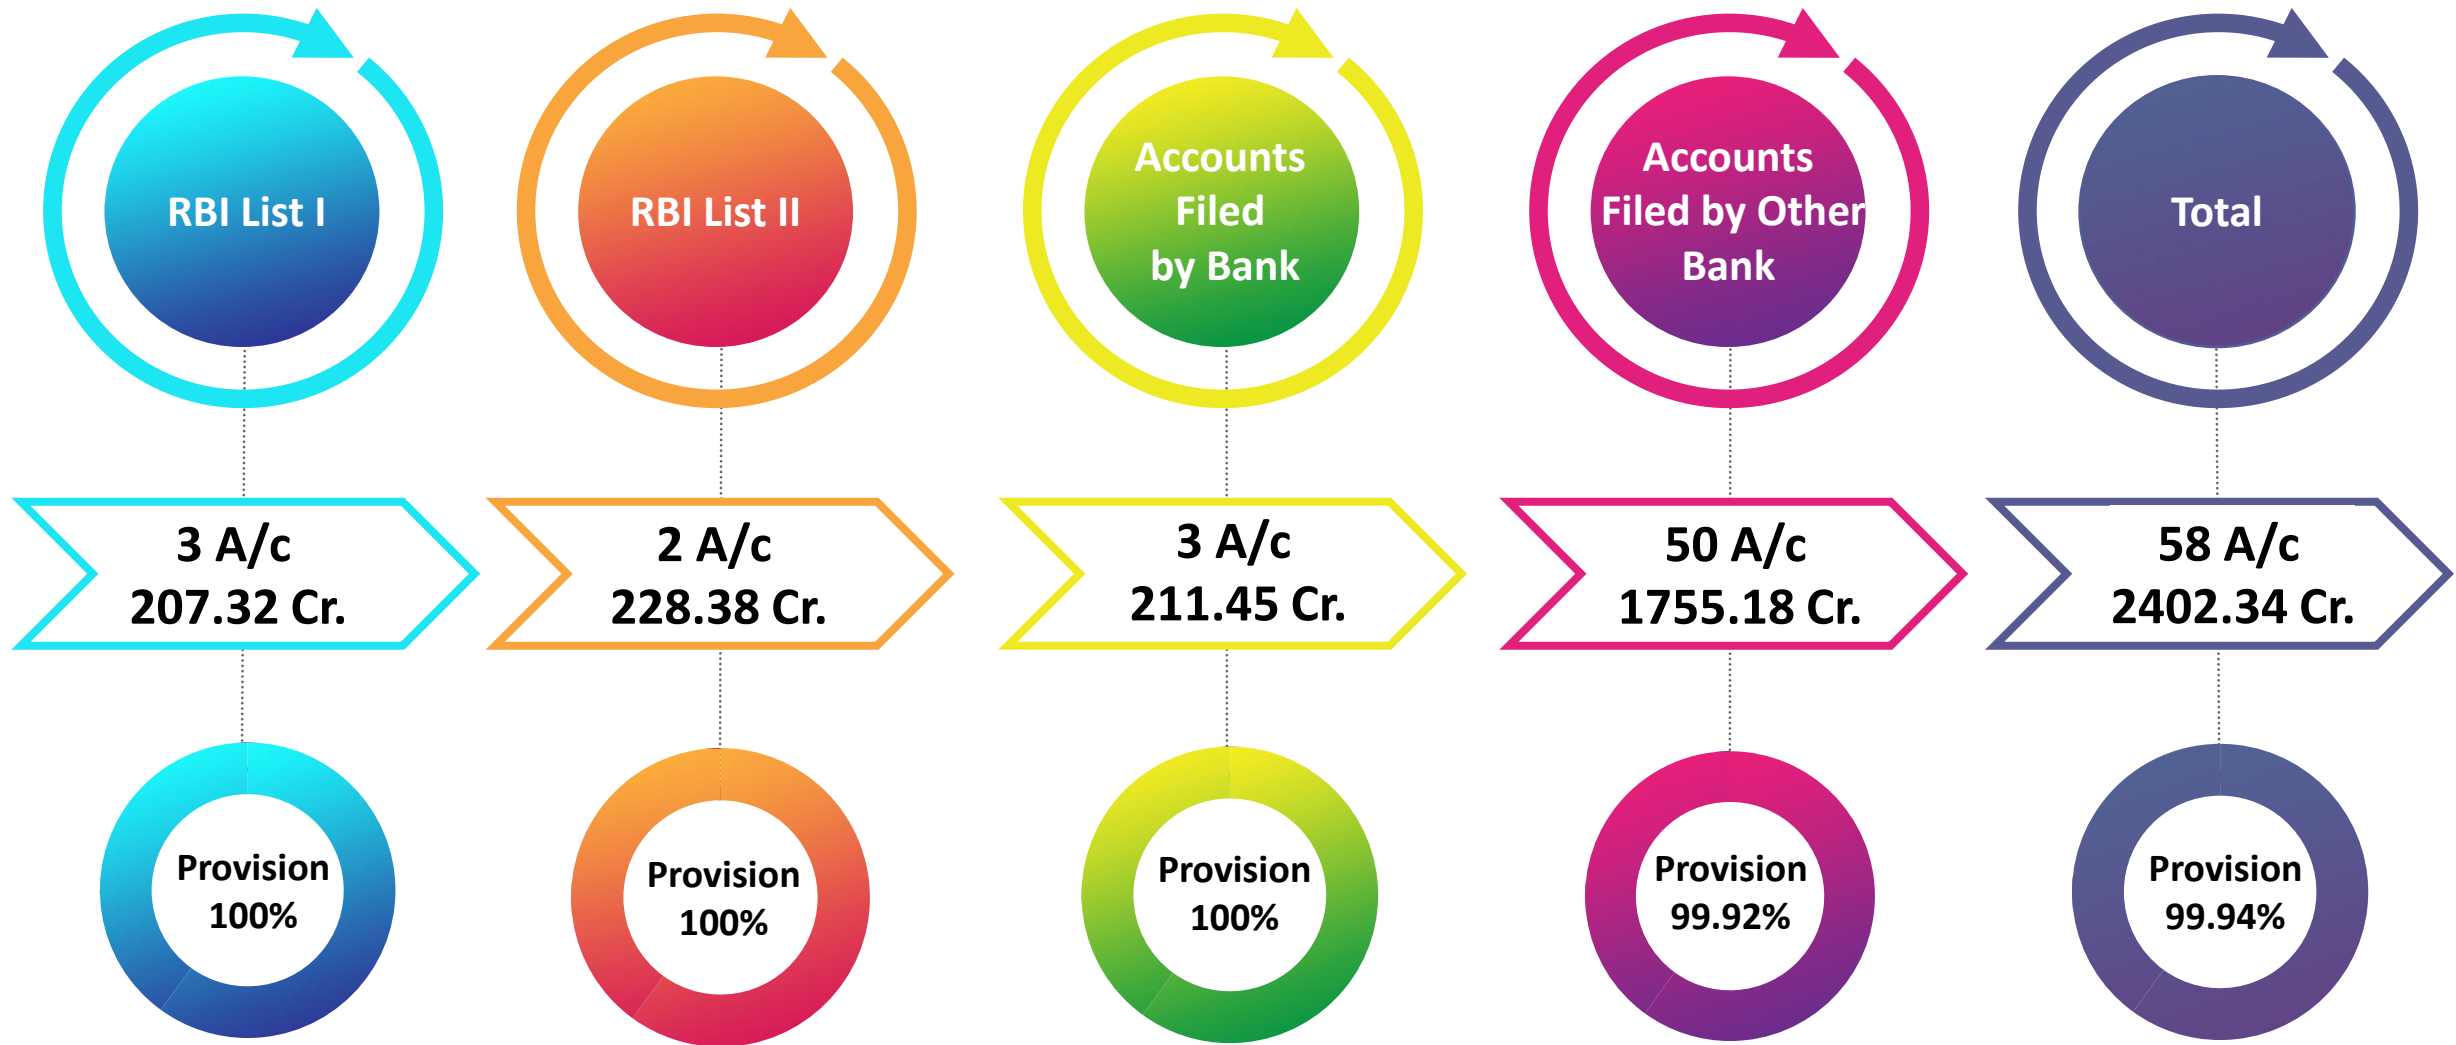 RBI List I
RBI List II
Accounts
Filed
by Bank
Accounts
Filed by Other
Bank
Total
3 A/c
207.32 Cr.
2 A/c
228.38 Cr.
3 A/c
211.45 Cr.
50 A/c
1755.18 Cr.
58 A/c
2402.34 Cr.
Provision
100%
Provision
100%
Provision
100%
Provision
99.92%
Provision
99.94%